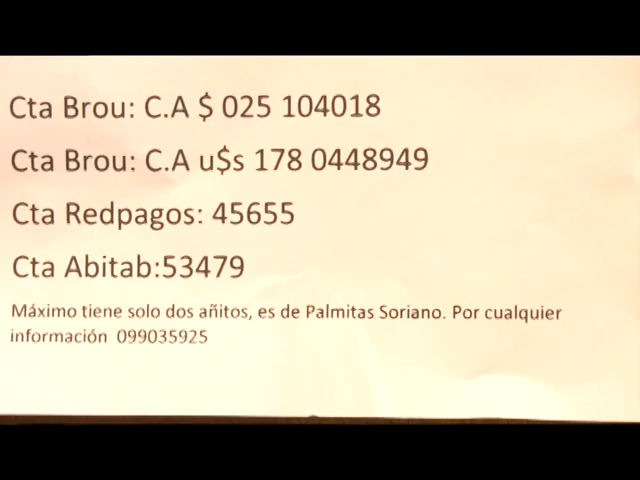 Cta Brou: C.A $ 025 104018
Cta Brou: C.A u$s 178 0448949
Cta Redpagos: 45655
Cta Abitab:53479
Máximo tiene solo dos añitos, es de Palmitas Soriano. Por cualquier
información 099035925